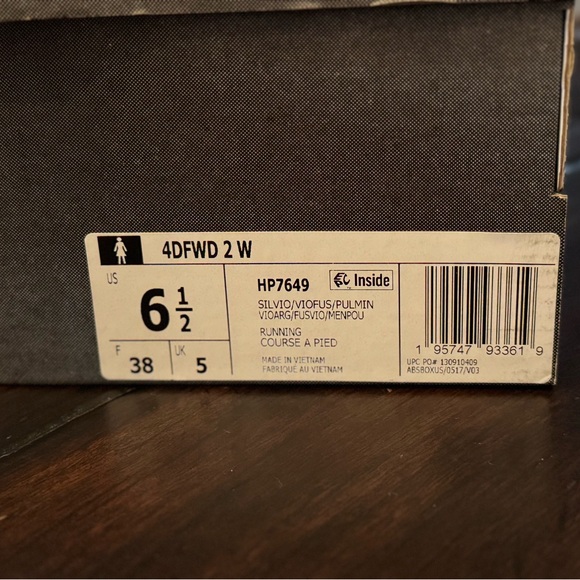 4DFWD 2 W
US
6 1/2
F
38
UK
5
HP7649
Inside
SILVIO/VIOFUS/PULMIN
VIOARG/FUSVIO/MENPOU
RUNNING
COURSE A PIED
MADE IN VIETNAM
FABRIQUÉ AU VIETNAM
1 95747 93361 9
UPC PO# 130910409
ABSBOXUS/0517/V03